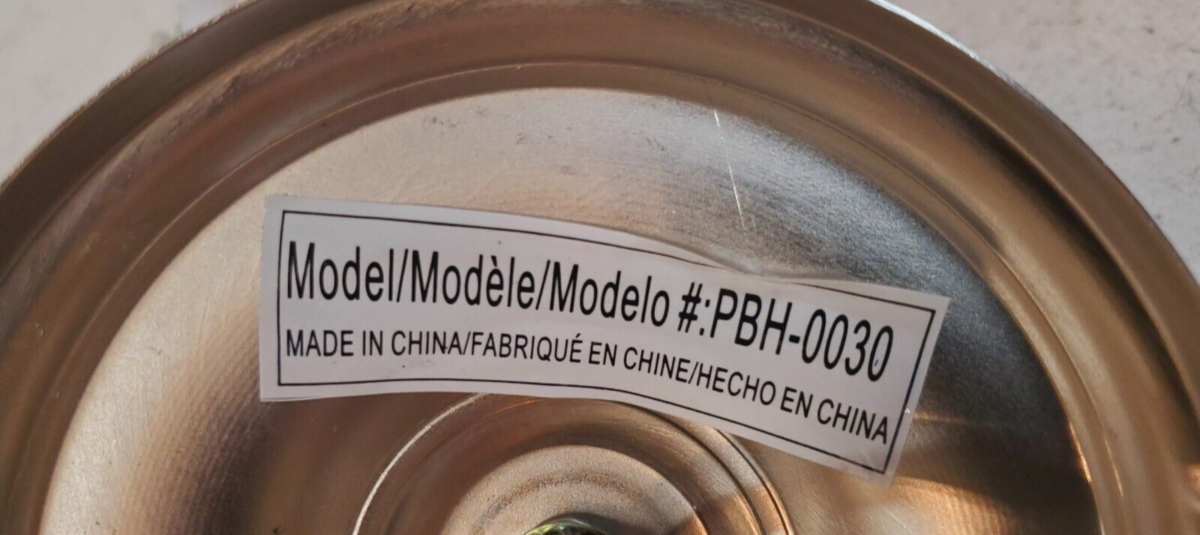 Model/Modèle/Modelo #:PBH-0030
MADE IN CHINA/FABRIQUÉ EN CHINE/HECHO EN CHINA